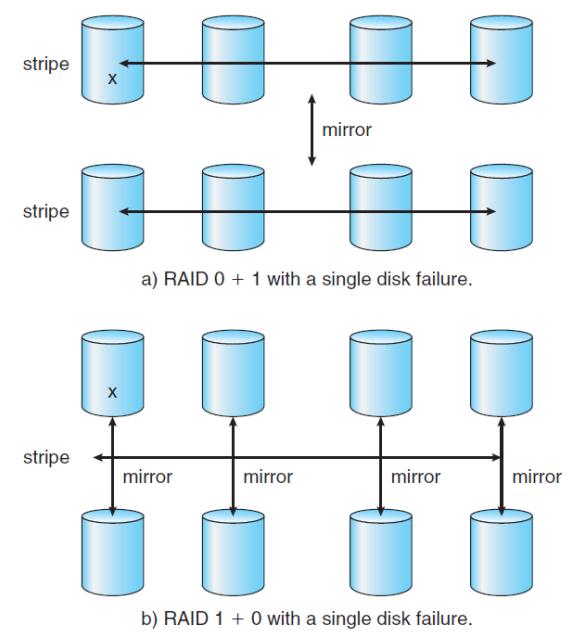 stripe
x
mirror
stripe
a) RAID 0 + 1 with a single disk failure.
x
stripe
mirror mirror mirror mirror
b) RAID 1 + 0 with a single disk failure.